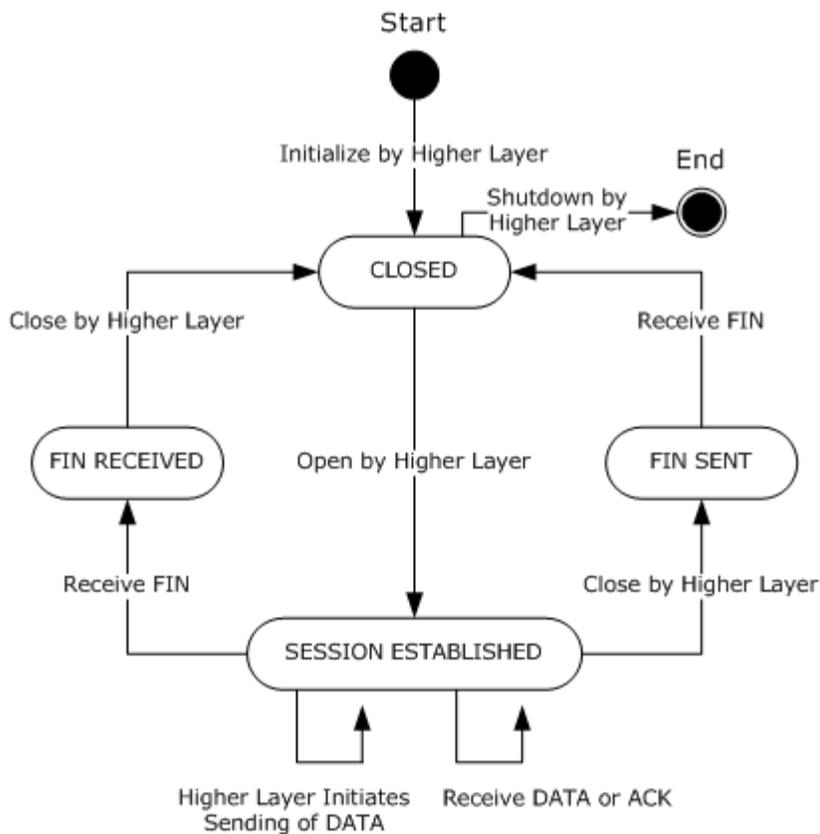 Start
Initialize by Higher Layer
End
Shutdown by
Higher Layer
CLOSED
Close by Higher Layer
Receive FIN
FIN RECEIVED
Open by Higher Layer
FIN SENT
Receive FIN
Close by Higher Layer
SESSION ESTABLISHED
Higher Layer Initiates
Sending of DATA
Receive DATA or ACK